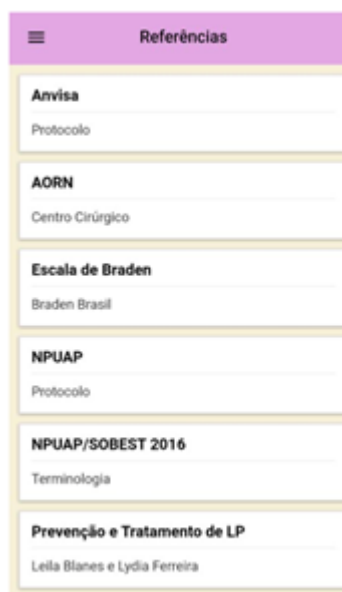 Referências
Anvisa
Protocolo
AORN
Centro Cirúrgico
Escala de Braden
Braden Brasil
NPUAP
Protocolo
NPUAP/SOBEST 2016
Terminologia
Prevenção e Tratamento de LP
Leila Blanes e Lydia Ferreira